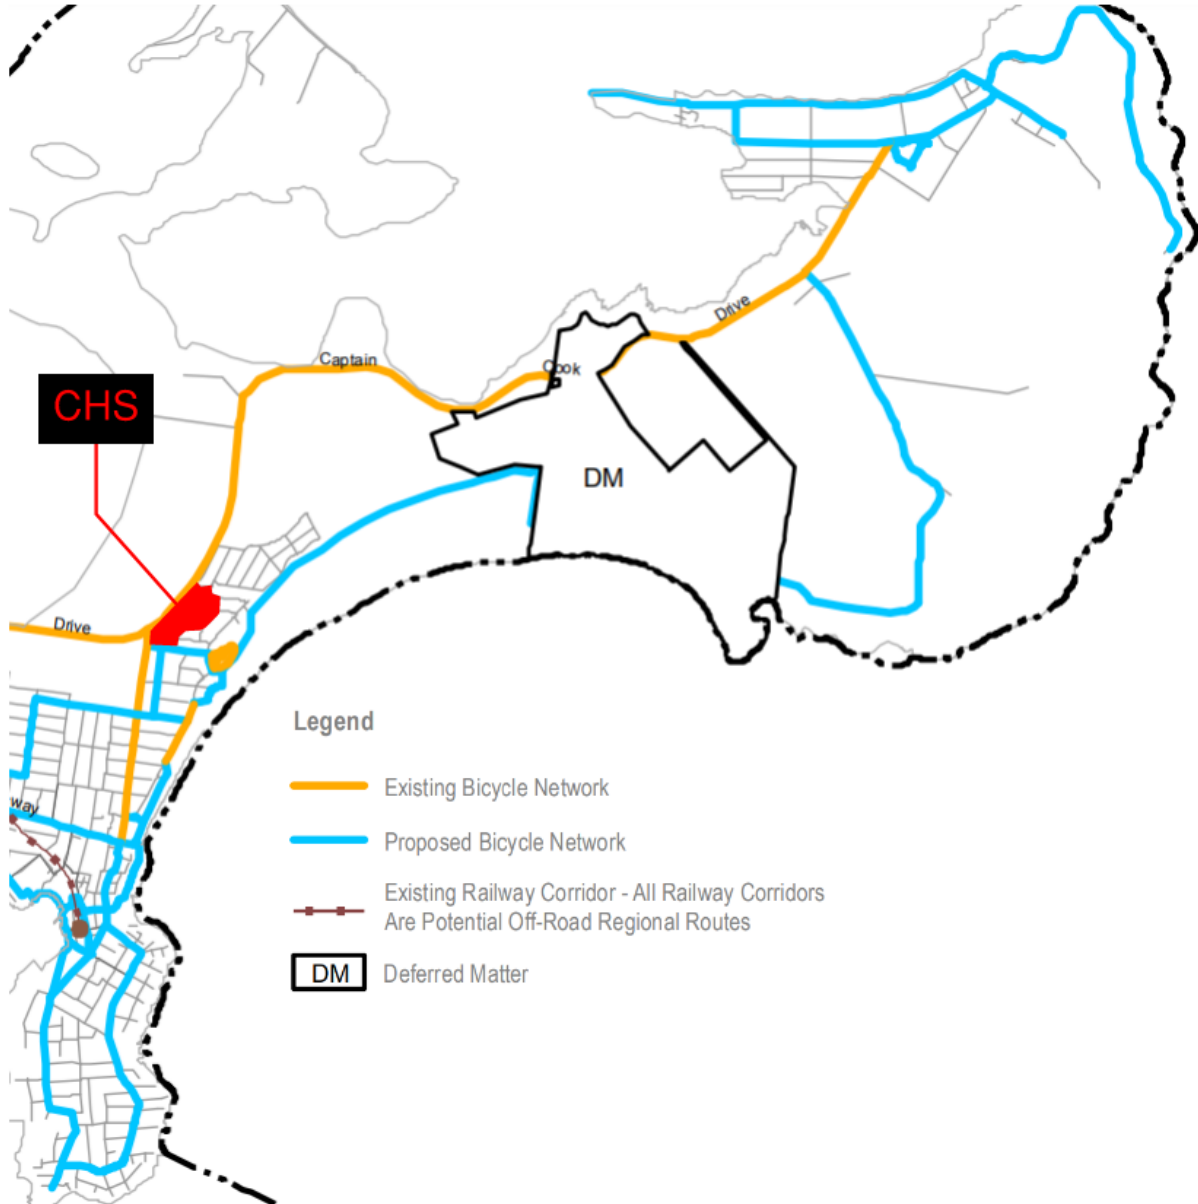 Captain
Cook
Drive
CHS
DM
Drive
way
Legend
Existing Bicycle Network
Proposed Bicycle Network
Existing Railway Corridor - All Railway Corridors
Are Potential Off-Road Regional Routes
DM
Deferred Matter